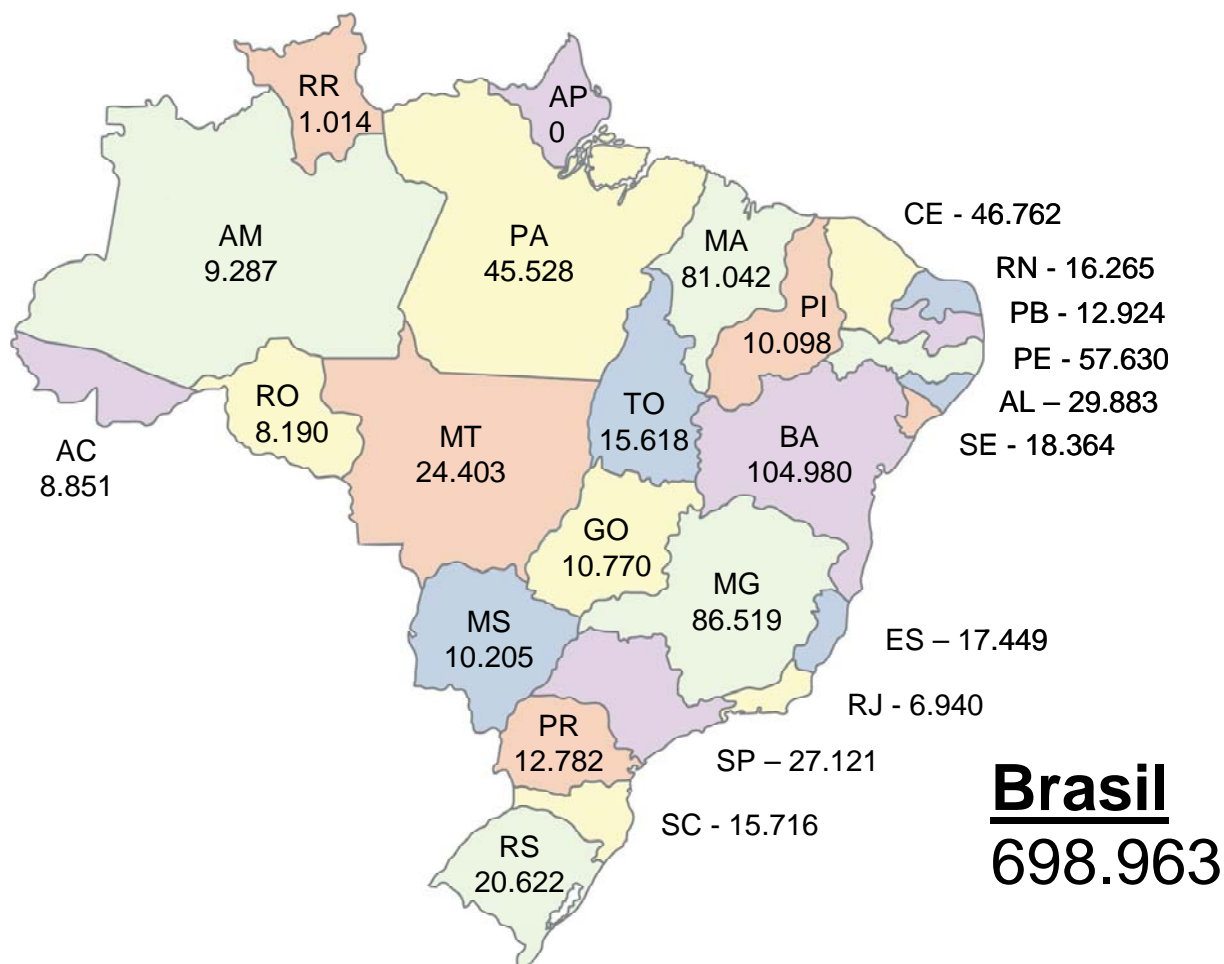 RR
1.014
AP
0
AM
9.287
PA
45.528
MA
81.042
CE - 46.762
RN - 16.265
PB - 12.924
PE - 57.630
AL – 29.883
SE - 18.364
PI
10.098
AC
8.851
RO
8.190
MT
24.403
TO
15.618
BA
104.980
GO
10.770
MG
86.519
MS
10.205
ES – 17.449
RJ - 6.940
PR
12.782
SP – 27.121
SC - 15.716
RS
20.622
Brasil
698.963